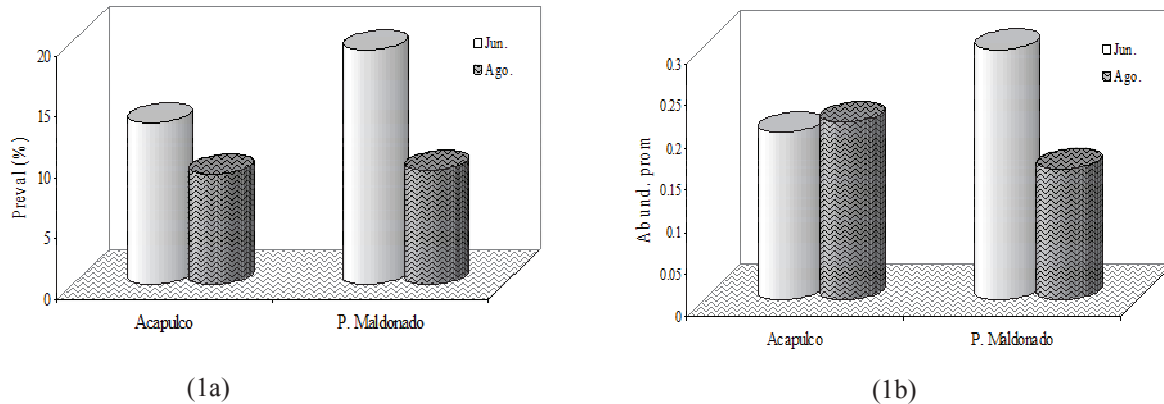 20
15
10
5
0
Preval (%)
Jun.
Ago.
Acapulco
P. Maldonado
(1a)
0.3
0.25
0.2
0.15
0.1
0.05
0
Abund. prom
Jun.
Ago.
Acapulco
P. Maldonado
(1b)